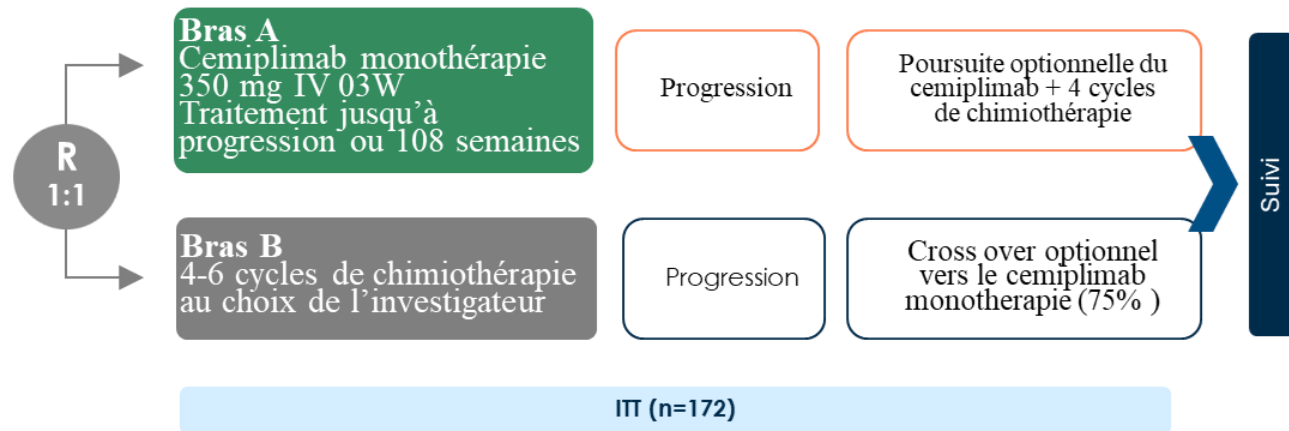 R
1:1
Bras A
Cemiplimab monothérapie
350 mg IV 03W
Traitement jusqu’à
progression ou 108 semaines
Progression
Poursuite optionnelle du
cemiplimab + 4 cycles
de chimiothérapie
Bras B
4-6 cycles de chimiothérapie
au choix de l’investigateur
Progression
Cross over optionnel
vers le cemiplimab
monotherapie (75% )
Suivi
ITT (n=172)